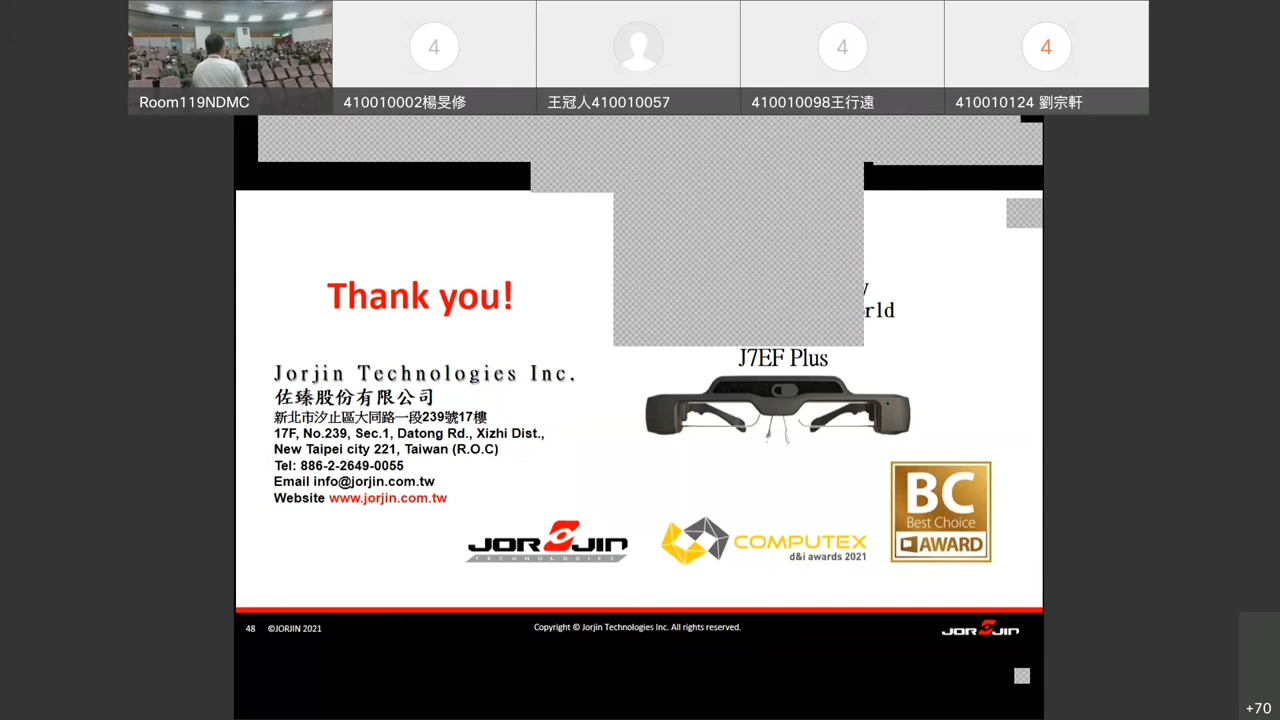 Room119NDMC
4
410010002楊旻修
王冠人410010057
4
410010098王行遠
4
410010124 劉宗軒
Thank you!
J7EF Plus
Jorjin Technologies Inc.
佐臻股份有限公司
新北市汐止區大同路一段239號17樓
17F, No.239, Sec.1, Datong Rd., Xizhi Dist.,
New Taipei city 221, Taiwan (R.O.C)
Tel: 886-2-2649-0055
Email info@jorjin.com.tw
Website www.jorjin.com.tw
JORJIN
TECHNOLOGIES
COMPUTEX
d&i awards 2021
BC
Best Choice
AWARD
48 ©JORJIN 2021
Copyright © Jorjin Technologies Inc. All rights reserved.
JORJIN
+70